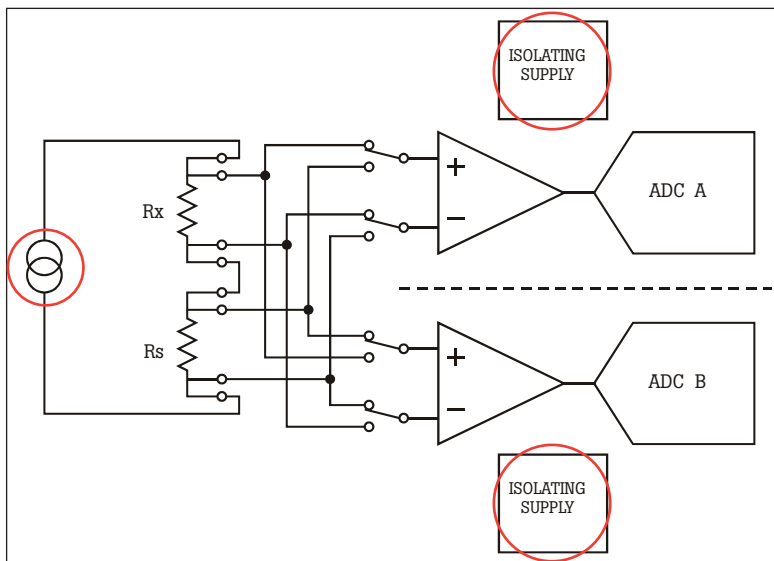 ISOLATING
SUPPLY
ADC A
Rx
+
−
Rs
+
−
ADC B
ISOLATING
SUPPLY